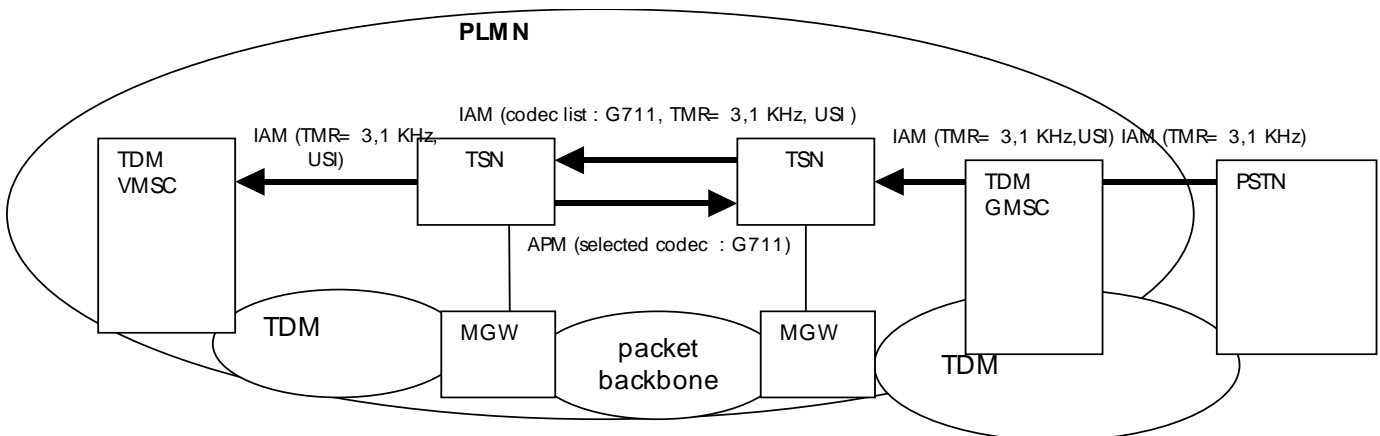 PLMN
IAM (codec list : G711, TMR= 3,1 KHz, USI )
IAM (TMR= 3,1 KHz,
USI)
IAM (TMR= 3,1 KHz,USI) IAM (TMR= 3,1 KHz)
TDM
VMSC
TSN
TSN
TDM
GMSC
PSTN
APM (selected codec : G711)
TDM
MGW
packet
backbone
MGW
TDM